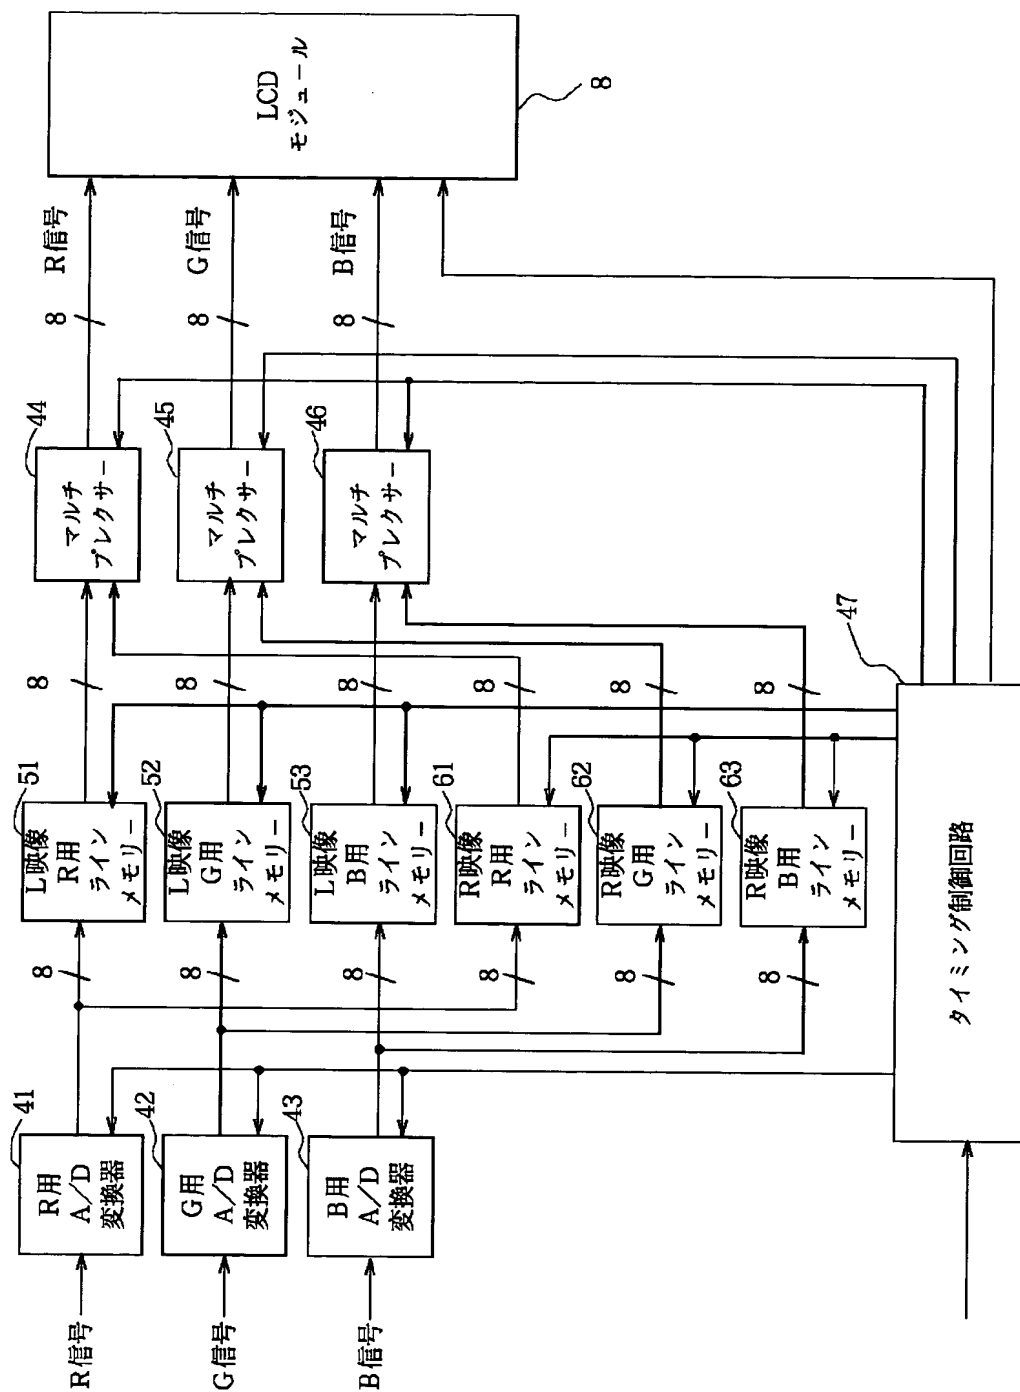 R信号
G信号
B信号
41
R用
A/D
変換器
42
G用
A/D
変換器
43
B用
A/D
変換器
8
8
8
8
8
8
51
L映像
R用
ライン
メモリー
52
L映像
G用
ライン
メモリー
53
L映像
B用
ライン
メモリー
61
R映像
R用
ライン
メモリー
62
R映像
G用
ライン
メモリー
63
R映像
B用
ライン
メモリー
8
8
8
8
8
8
47
タイミング制御回路
44
マルチ
プレクサー
45
マルチ
プレクサー
46
マルチ
プレクサー
8
8
8
R信号
G信号
B信号
LCD
モジュール
8